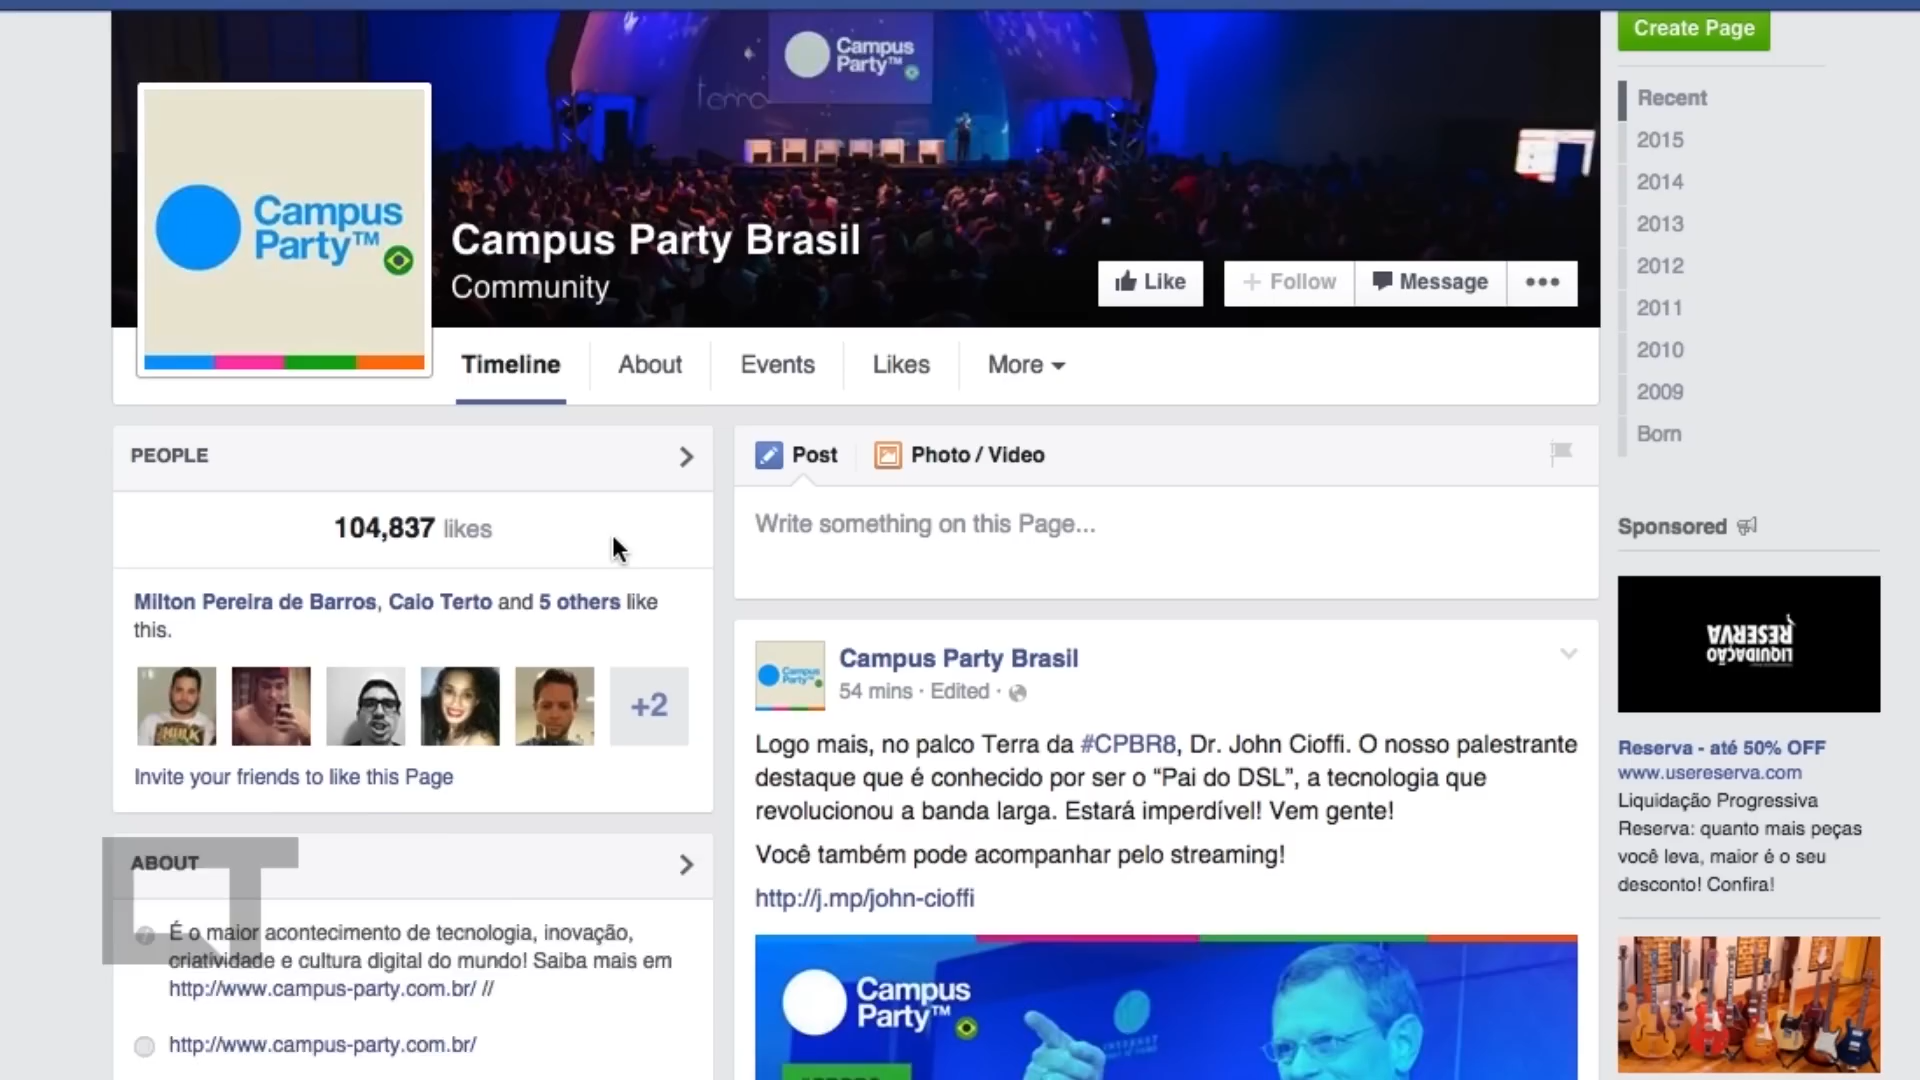 Create Page
Campus
Party™
terra
Campus
Party™
Campus Party Brasil
Community
Like
Follow
Message
Timeline
About
Events
Likes
More
Recent
2015
2014
2013
2012
2011
2010
2009
Born
PEOPLE
104,837 likes
Milton Pereira de Barros, Caio Terto and 5 others like
this.
HULK
+2
Invite your friends to like this Page
ABOUT
É o maior acontecimento de tecnologia, inovação,
criatividade e cultura digital do mundo! Saiba mais em
http://www.campus-party.com.br/ //
http://www.campus-party.com.br/
Post
Photo / Video
Write something on this Page...
Campus
Party™
Campus Party Brasil
54 mins · Edited ·
Logo mais, no palco Terra da #CPBR8, Dr. John Cioffi. O nosso palestrante
destaque que é conhecido por ser o “Pai do DSL”, a tecnologia que
revolucionou a banda larga. Estará imperdível! Vem gente!
Você também pode acompanhar pelo streaming!
http://j.mp/john-cioffi
Campus
Party™
INTERNET
Sponsored
LIQUIDAÇÃO
RESERVA
Reserva - até 50% OFF
www.usereserva.com
Liquidação Progressiva
Reserva: quanto mais peças
você leva, maior é o seu
desconto! Confira!